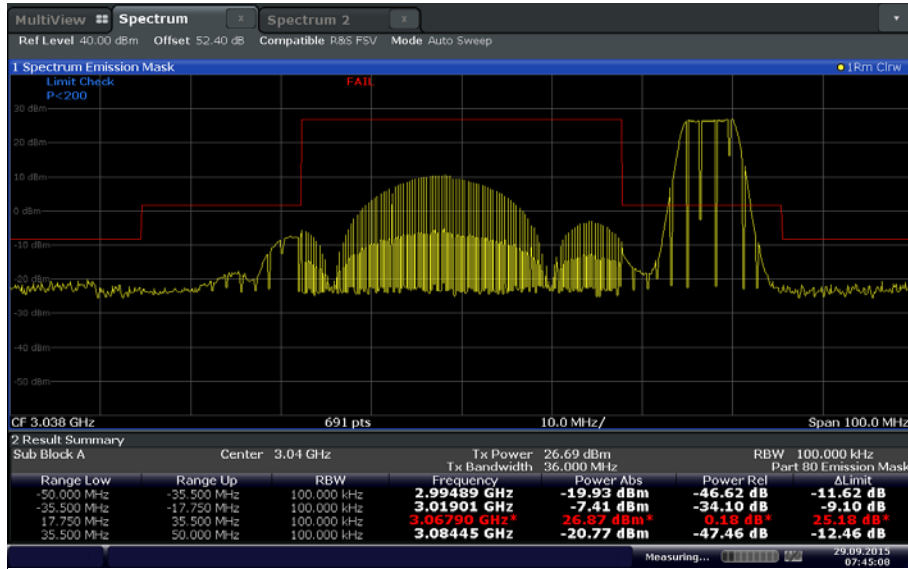 MultiView Spectrum x Spectrum 2 x
Ref Level 40.00 dBm Offset 52.40 dB Compatible R&S FSV Mode Auto Sweep
1 Spectrum Emission Mask 1Rm Clrw
Limit Check FAIL
P<200
30 dBm
20 dBm
10 dBm
0 dBm
-10 dBm
-20 dBm
-30 dBm
-40 dBm
-50 dBm
CF 3.038 GHz 691 pts 10.0 MHz/ Span 100.0 MHz
2 Result Summary
Sub Block A Center 3.04 GHz Tx Power 26.69 dBm RBW 100.000 kHz
Tx Bandwidth 36.000 MHz Part 80 Emission Mask
Range Low Range Up RBW Frequency Power Abs Power Rel ΔLimit
-50.000 MHz -35.500 MHz 100.000 kHz 2.99489 GHz -19.93 dBm -46.62 dB -11.62 dB
-35.500 MHz -17.750 MHz 100.000 kHz 3.01901 GHz -7.41 dBm -34.10 dB -9.10 dB
17.750 MHz 35.500 MHz 100.000 kHz 3.06790 GHz* 26.87 dBm* 0.18 dB* 25.18 dB*
35.500 MHz 50.000 MHz 100.000 kHz 3.08445 GHz -20.77 dBm -47.46 dB -12.46 dB
Measuring... 29.09.2015
07:45:08